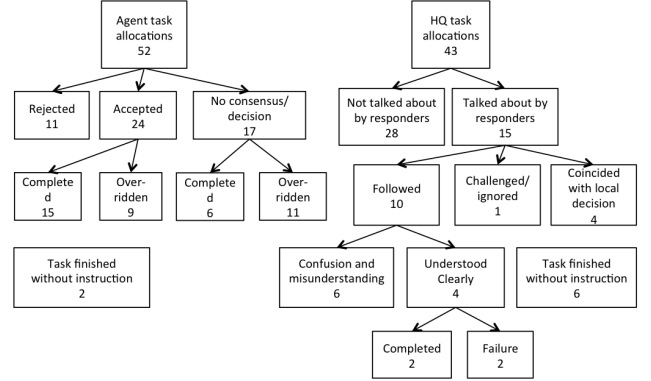 Agent task
allocations
52
HQ task
allocations
43
Rejected
11
Accepted
24
No consensus/
decision
17
Not talked about
by responders
28
Talked about by
responders
15
Complete
d
15
Over-
ridden
9
Complete
d
6
Over-
ridden
11
Followed
10
Challenged/
ignored
1
Coincided
with local
decision
4
Task finished
without instruction
2
Confusion and
misunderstanding
6
Understood
Clearly
4
Task finished
without instruction
6
Completed
2
Failure
2